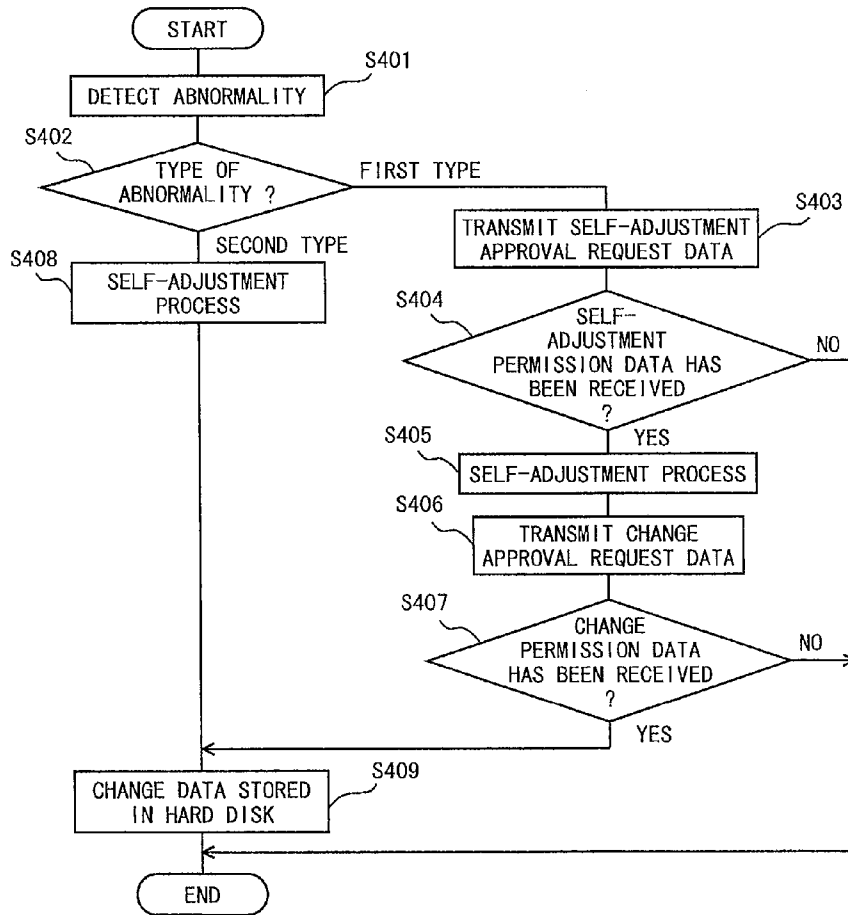 START
S401
DETECT ABNORMALITY
S402
TYPE OF
ABNORMALITY ?
FIRST TYPE
SECOND TYPE
S403
TRANSMIT SELF-ADJUSTMENT
APPROVAL REQUEST DATA
S408
SELF-ADJUSTMENT
PROCESS
S404
SELF-
ADJUSTMENT
PERMISSION DATA HAS
BEEN RECEIVED
?
NO
YES
S405
SELF-ADJUSTMENT PROCESS
S406
TRANSMIT CHANGE
APPROVAL REQUEST DATA
S407
CHANGE
PERMISSION DATA
HAS BEEN RECEIVED
?
NO
YES
S409
CHANGE DATA STORED
IN HARD DISK
END